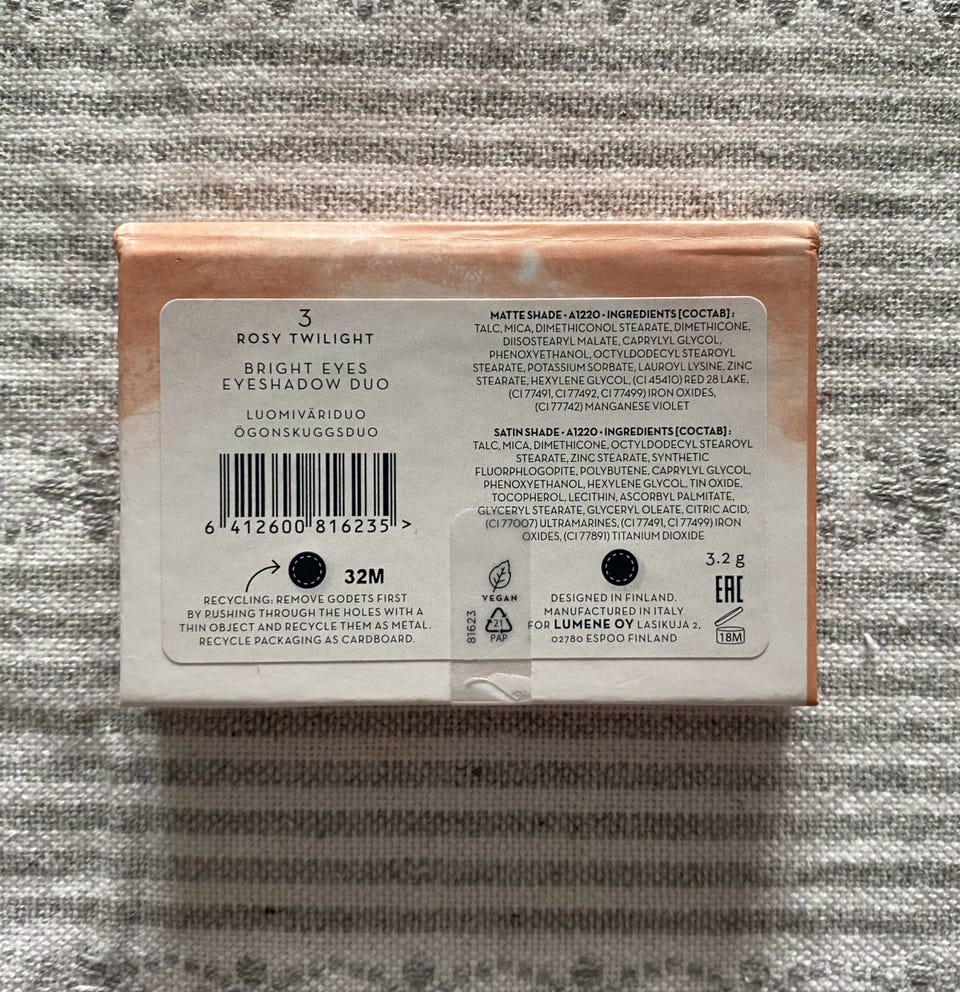 3
ROSY TWILIGHT
BRIGHT EYES
EYESHADOW DUO
LUOMIVÄRIDUO
ÖGONSKUGGSDUO
6 412600 816235 >
32M
RECYCLING: REMOVE GODETS FIRST
BY PUSHING THROUGH THE HOLES WITH A
THIN OBJECT AND RECYCLE THEM AS METAL.
RECYCLE PACKAGING AS CARDBOARD.
MATTE SHADE • A1220 • INGREDIENTS [COCTAB]:
TALC, MICA, DIMETHICONOL STEARATE, DIMETHICONE,
DIISOSTEARYL MALATE, CAPRYLYL GLYCOL,
PHENOXYETHANOL, OCTYLDODECYL STEAROYL
STEARATE, POTASSIUM SORBATE, LAUROYL LYSINE, ZINC
STEARATE, HEXYLENE GLYCOL, (CI 45410) RED 28 LAKE,
(CI 77491, CI 77492, CI 77499) IRON OXIDES,
(CI 77742) MANGANESE VIOLET
SATIN SHADE • A1220 • INGREDIENTS [COCTAB]:
TALC, MICA, DIMETHICONE, OCTYLDODECYL STEAROYL
STEARATE, ZINC STEARATE, SYNTHETIC
FLUORPHLOGOPITE, POLYBUTENE, CAPRYLYL GLYCOL,
PHENOXYETHANOL, HEXYLENE GLYCOL, TIN OXIDE,
TOCOPHEROL, LECITHIN, ASCORBYL PALMITATE,
GLYCERYL STEARATE, GLYCERYL OLEATE, CITRIC ACID,
(CI 77007) ULTRAMARINES, (CI 77491, CI 77499) IRON
OXIDES, (CI 77891) TITANIUM DIOXIDE
VEGAN
81623
21
PAP
DESIGNED IN FINLAND.
MANUFACTURED IN ITALY
FOR LUMENE OY LASIKUJA 2,
02780 ESPOO FINLAND
3.2 g
EAC
18M